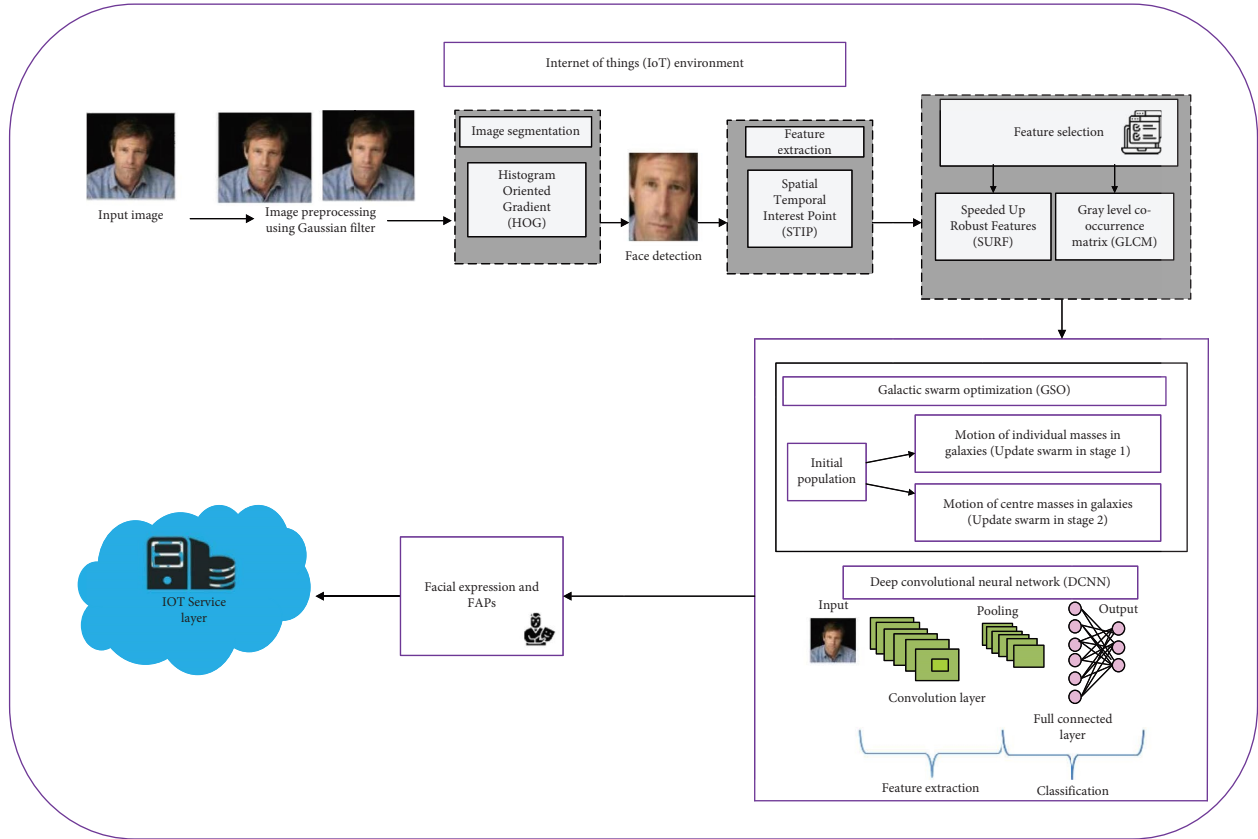 Internet of things (IoT) environment
Input image
Image preprocessing
using Gaussian filter
Image segmentation
Histogram
Oriented
Gradient
(HOG)
Face detection
Feature
extraction
Spatial
Temporal
Interest Point
(STIP)
Feature selection
Speeded Up
Robust Features
(SURF)
Gray level co-
occurrence
matrix (GLCM)
Galactic swarm optimization (GSO)
Initial
population
Motion of individual masses in
galaxies (Update swarm in stage 1)
Motion of centre masses in galaxies
(Update swarm in stage 2)
Deep convolutional neural network (DCNN)
Input
Pooling
Output
Convolution layer
Full connected
layer
Feature extraction
Classification
Facial expression and
FAPs
IOT Service
layer